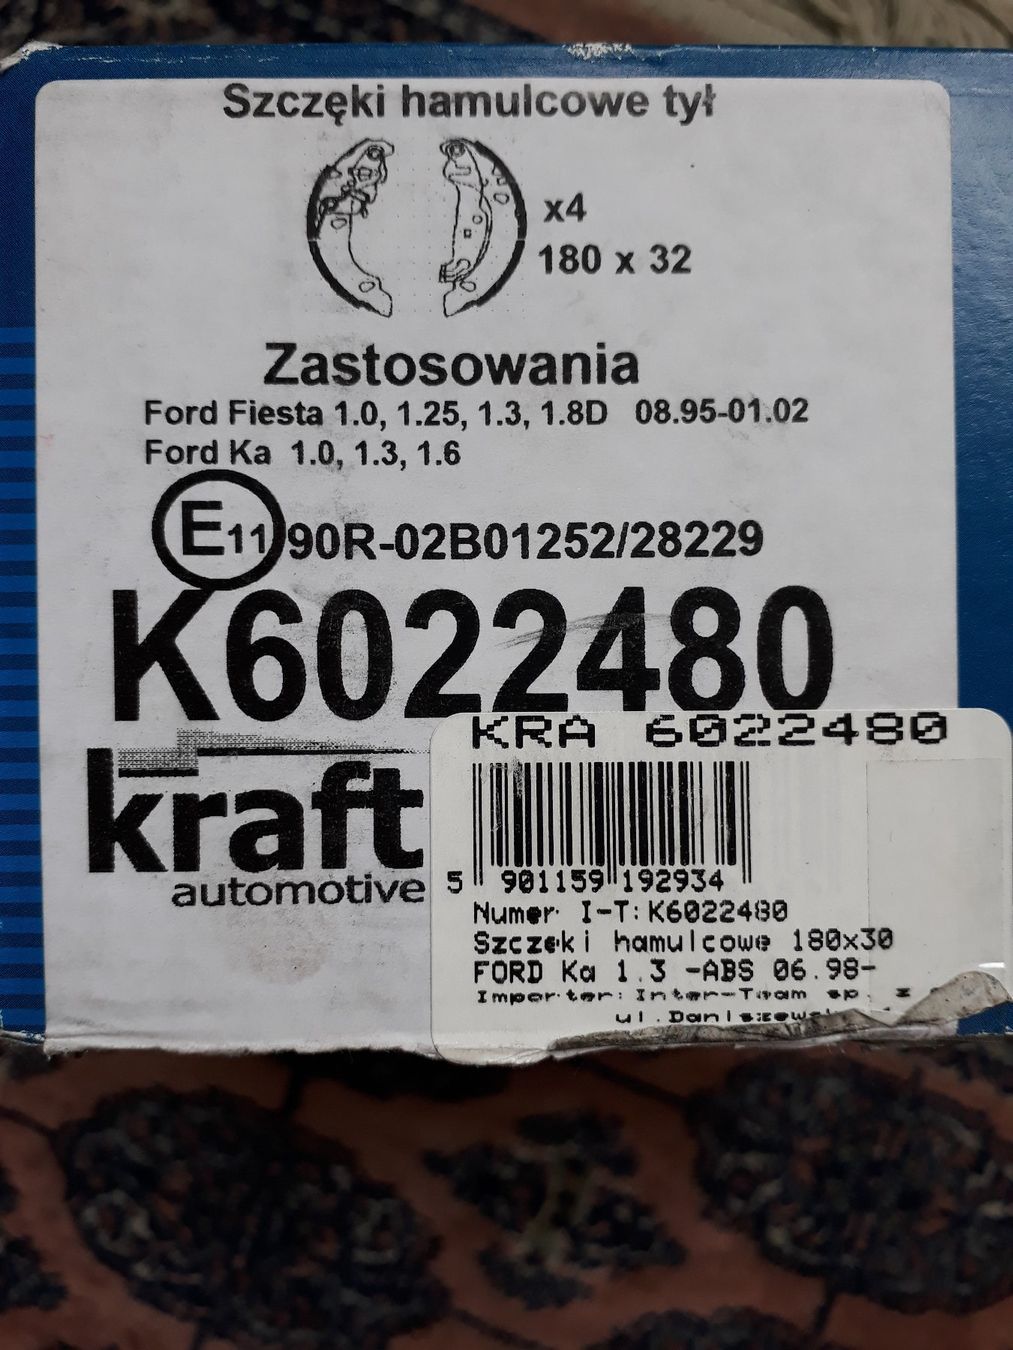 Szczęki hamulcowe tył
x4
180 x 32
Zastosowania
Ford Fiesta 1.0, 1.25, 1.3, 1.8D 08.95-01.02
Ford Ka 1.0, 1.3, 1.6
E11 90R-02B01252/28229
K6022480
kraft
automotive
KRA 6022480
5 901159 192934
Numer I-T:K6022480
Szczeki hamulcowe 180x30
FORD Ka 1.3 -ABS 06.98-
Importer: Inter-Team sp. z
ul.